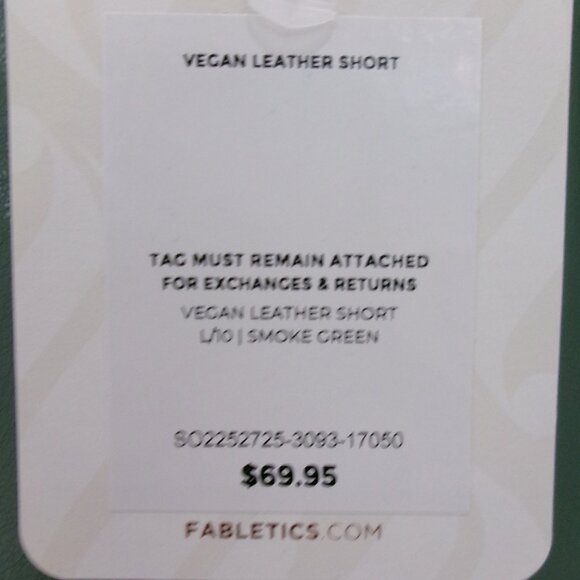 VEGAN LEATHER SHORT
TAG MUST REMAIN ATTACHED
FOR EXCHANGES & RETURNS
VEGAN LEATHER SHORT
L/10 | SMOKE GREEN
SO2252725-3093-17050
$69.95
FABLETICS.COM